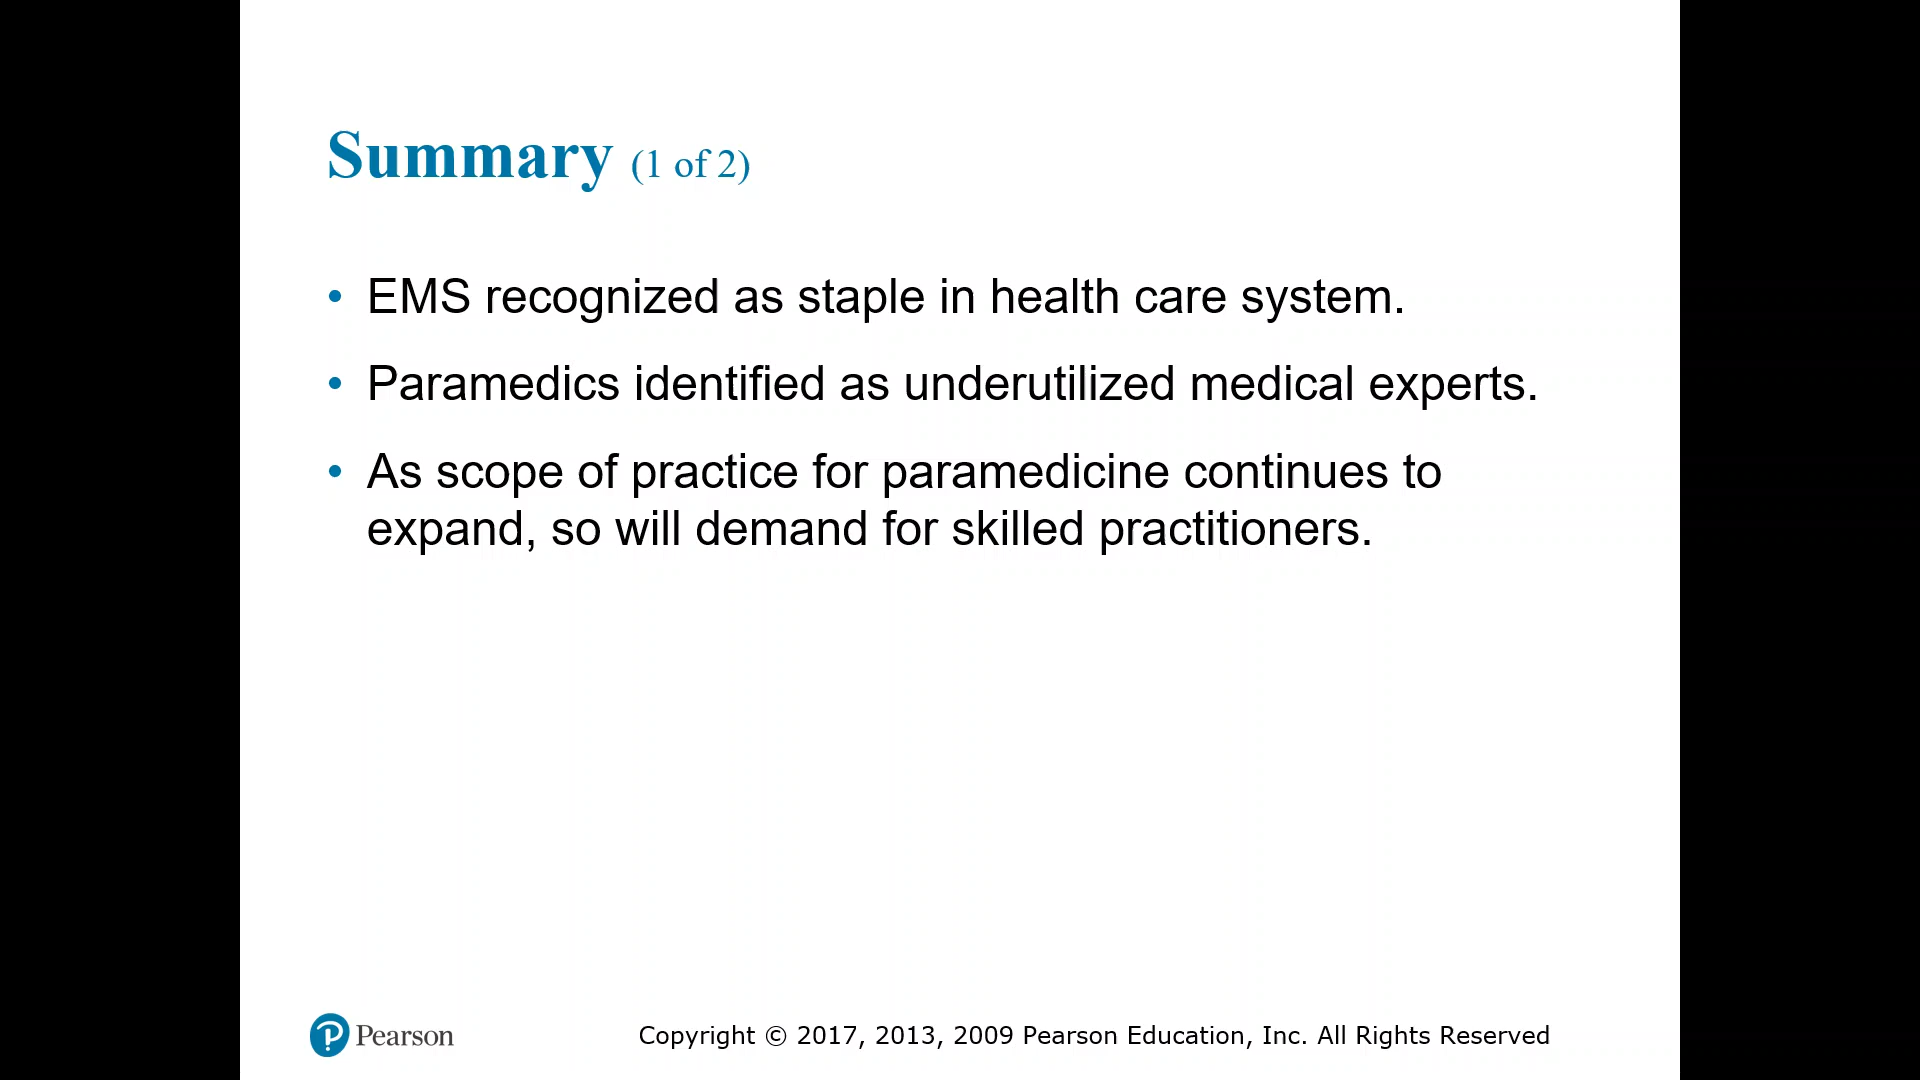 Summary (1 of 2)
• EMS recognized as staple in health care system.
• Paramedics identified as underutilized medical experts.
• As scope of practice for paramedicine continues to
expand, so will demand for skilled practitioners.
Pearson
Copyright © 2017, 2013, 2009 Pearson Education, Inc. All Rights Reserved